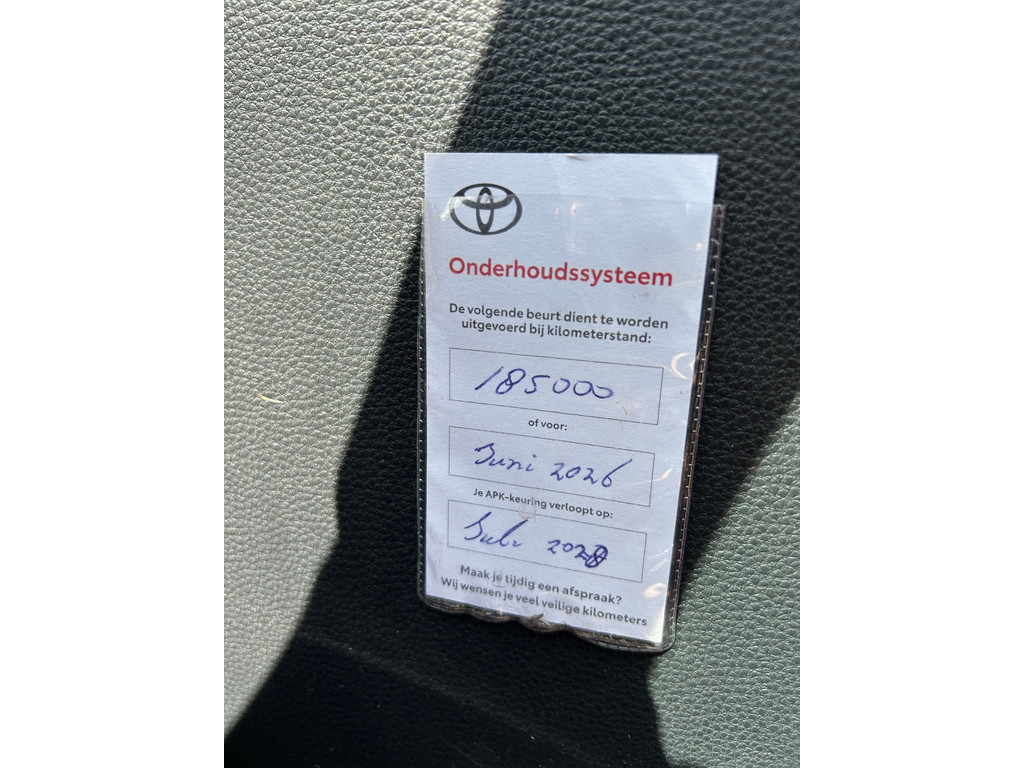 Onderhoudssysteem
De volgende beurt dient te worden
uitgevoerd bij kilometerstand:
185000
of voor:
Juni 2026
Je APK-keuring verloopt op:
Juli
Maak je tijdig een afspraak?
Wij wensen je veel veilige kilometers